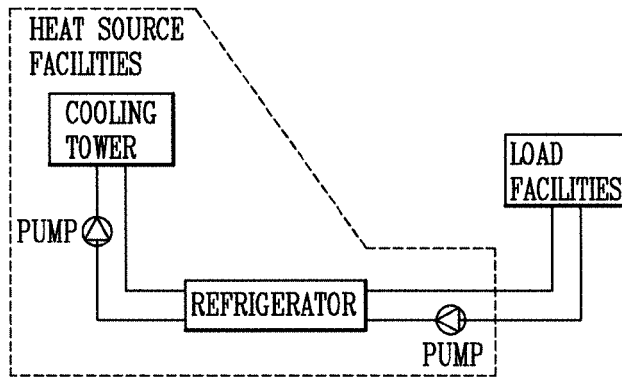 HEAT SOURCE
FACILITIES
COOLING
TOWER
LOAD
FACILITIES
PUMP
REFRIGERATOR
PUMP